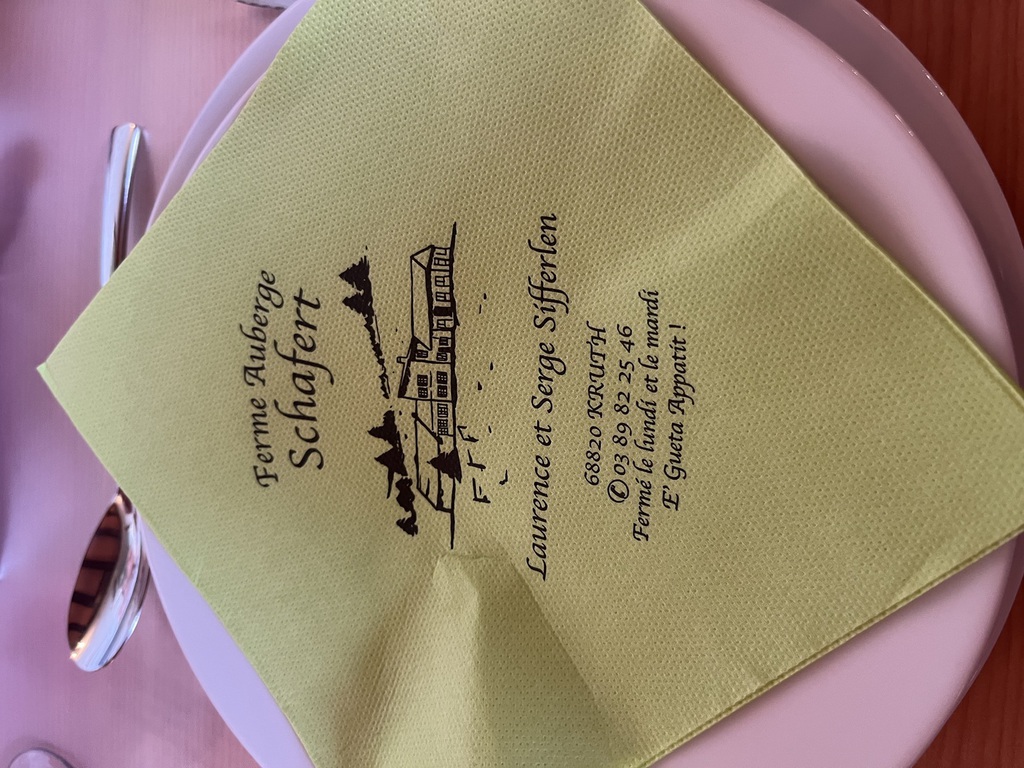 Ferme Auberge
Schafert
Laurence et Serge Sifferlen
68820 KRUTH
✆ 03 89 82 25 46
Fermé le lundi et le mardi
E' Gueta Appatit !